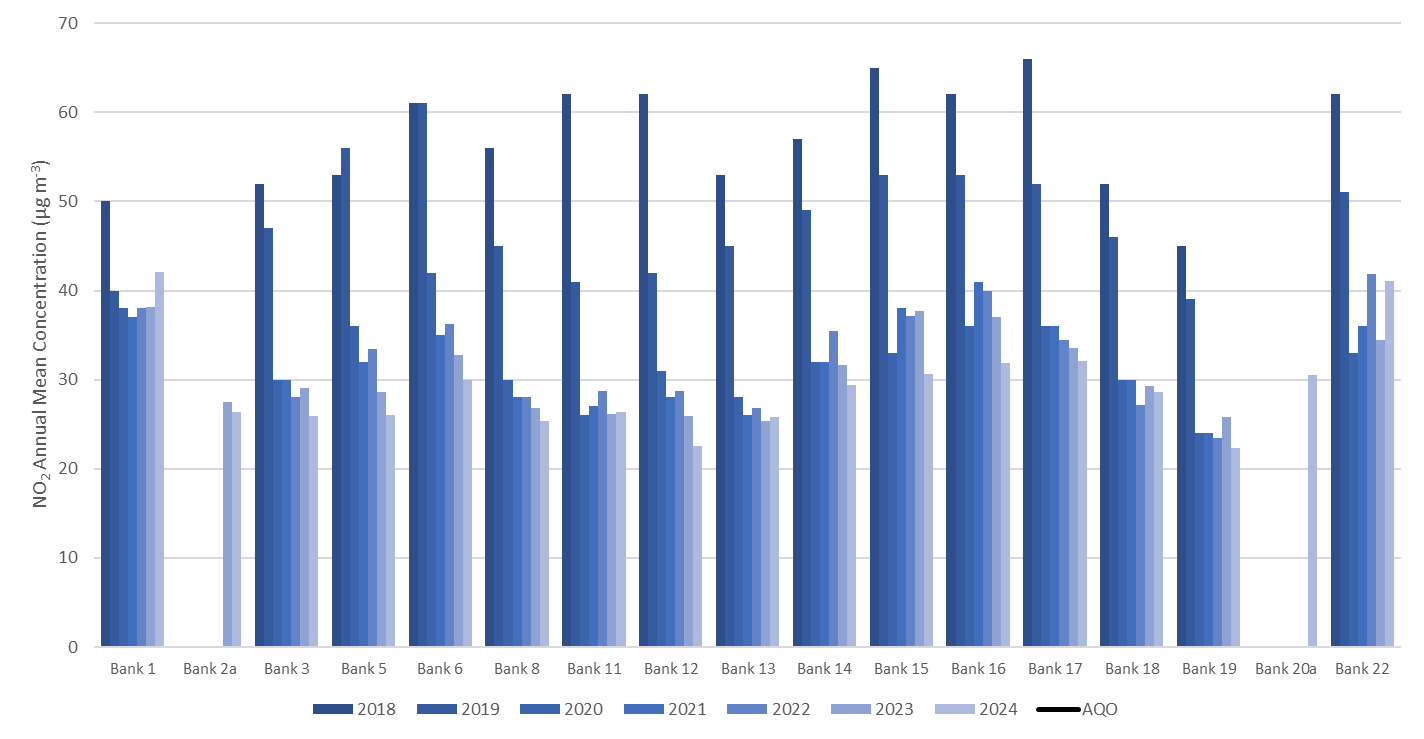 70
60
50
40
30
20
10
0
NO₂ Annual Mean Concentration (µg m⁻³)
Bank 1 Bank 2a Bank 3 Bank 5 Bank 6 Bank 8 Bank 11 Bank 12 Bank 13 Bank 14 Bank 15 Bank 16 Bank 17 Bank 18 Bank 19 Bank 20a Bank 22
2018 2019 2020 2021 2022 2023 2024 AQO